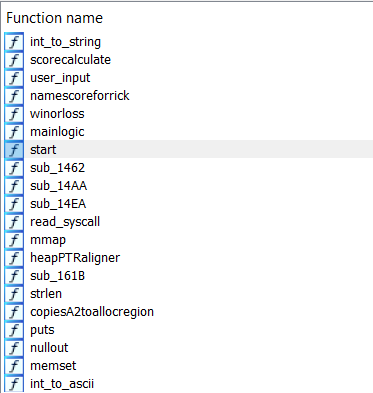 Function name
int_to_string
scorecalculate
user_input
namescoreforrick
winorloss
mainlogic
start
sub_1462
sub_14AA
sub_14EA
read_syscall
mmap
heapPTRaligner
sub_161B
strlen
copiesA2toallocregion
puts
nullout
memset
int_to_ascii